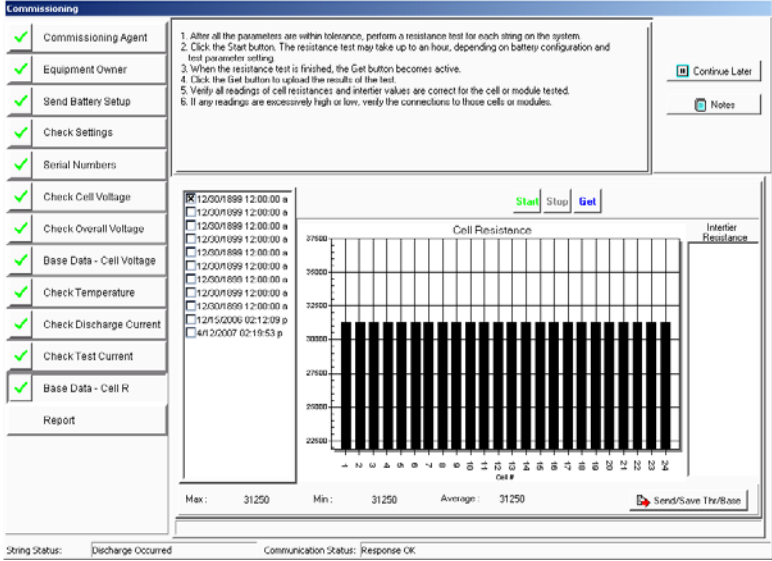 Commissioning
Commissioning Agent
Equipment Owner
Send Battery Setup
Check Settings
Serial Numbers
Check Cell Voltage
Check Overall Voltage
Base Data - Cell Voltage
Check Temperature
Check Discharge Current
Check Test Current
Base Data - Cell R
Report
1. After all the parameters are within tolerance, perform a resistance test for each string on the system.
2. Click the Start button. The resistance test may take up to an hour, depending on battery configuration and
test parameter setting.
3. When the resistance test is finished, the Get button becomes active.
4. Click the Get button to upload the results of the test.
5. Verify all readings of cell resistances and intertier values are correct for the cell or module tested.
6. If any readings are excessively high or low, verify the connections to those cells or modules.
Continue Later
Notes
12/30/1899 12:00:00 a
12/30/1899 12:00:00 a
12/30/1899 12:00:00 a
12/30/1899 12:00:00 a
12/30/1899 12:00:00 a
12/30/1899 12:00:00 a
12/30/1899 12:00:00 a
12/30/1899 12:00:00 a
12/30/1899 12:00:00 a
12/15/2006 02:12:09 p
4/12/2007 02:19:53 p
Start Stop Get
Cell Resistance
Intertier
Resistance
37500
35000
32500
30000
27500
25000
22500
1 2 3 4 5 6 7 8 9 10 11 12 13 14 15 16 17 18 19 20 21 22 23 24
Cell #
Max: 31250 Min: 31250 Average: 31250
Send/Save Thr/Base
String Status: Discharge Occurred Communication Status: Response OK